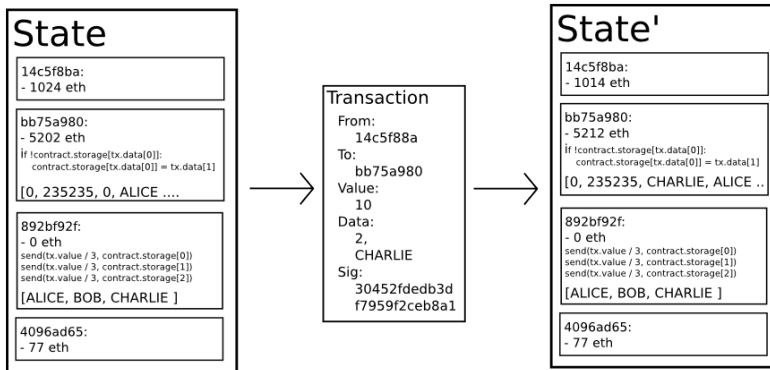 State
14c5f8ba:
- 1024 eth
bb75a980:
- 5202 eth
if !contract.storage[tx.data[0]]:
contract.storage[tx.data[0]] = tx.data[1]
[0, 235235, 0, ALICE ....
892bf92f:
- 0 eth
send(tx.value / 3, contract.storage[0])
send(tx.value / 3, contract.storage[1])
send(tx.value / 3, contract.storage[2])
[ALICE, BOB, CHARLIE ]
4096ad65:
- 77 eth
Transaction
From:
14c5f88a
To:
bb75a980
Value:
10
Data:
2,
CHARLIE
Sig:
30452fdedb3d
f7959f2ceb8a1
State'
14c5f8ba:
- 1014 eth
bb75a980:
- 5212 eth
if !contract.storage[tx.data[0]]:
contract.storage[tx.data[0]] = tx.data[1]
[0, 235235, CHARLIE, ALICE ..
892bf92f:
- 0 eth
send(tx.value / 3, contract.storage[0])
send(tx.value / 3, contract.storage[1])
send(tx.value / 3, contract.storage[2])
[ALICE, BOB, CHARLIE ]
4096ad65:
- 77 eth